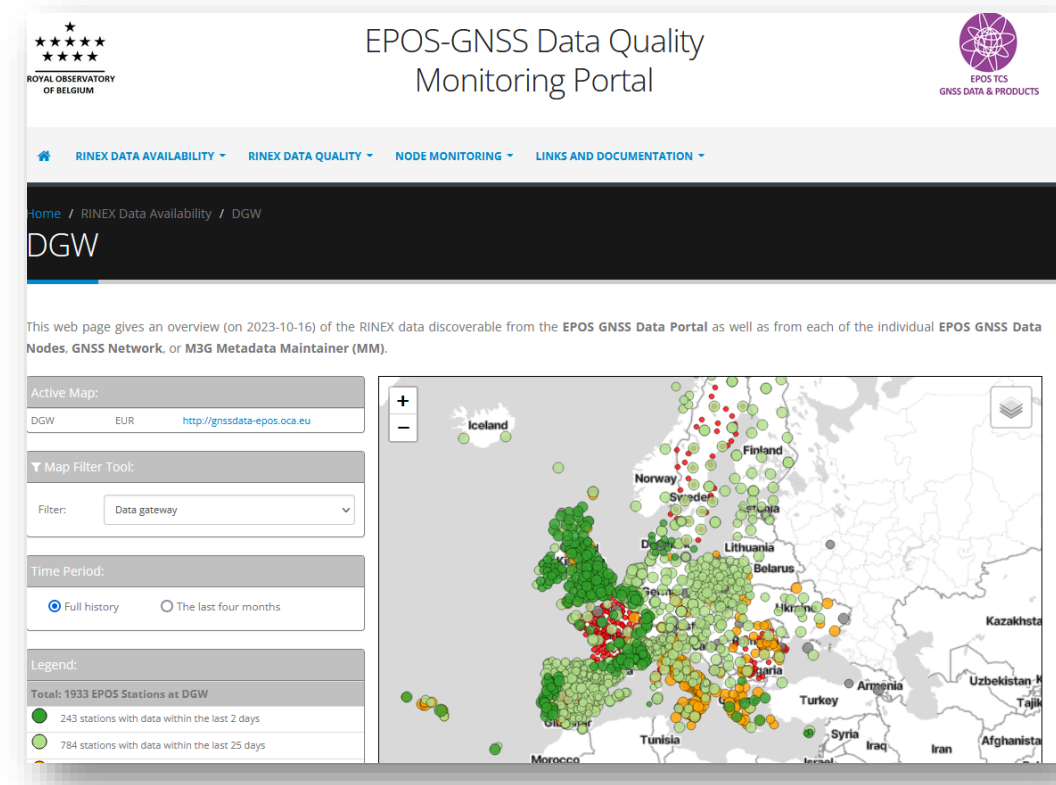 ROYAL OBSERVATORY
OF BELGIUM
EPOS-GNSS Data Quality
Monitoring Portal
EPOS TCS
GNSS DATA & PRODUCTS
RINEX DATA AVAILABILITY
RINEX DATA QUALITY
NODE MONITORING
LINKS AND DOCUMENTATION
Home / RINEX Data Availability / DGW
DGW
This web page gives an overview (on 2023-10-16) of the RINEX data discoverable from the EPOS GNSS Data Portal as well as from each of the individual EPOS GNSS Data
Nodes, GNSS Network, or M3G Metadata Maintainer (MM).
Active Map:
DGW EUR http://gnssdata-epos.oca.eu
Map Filter Tool:
Filter: Data gateway
Time Period:
Full history The last four months
Legend:
Total: 1933 EPOS Stations at DGW
243 stations with data within the last 2 days
784 stations with data within the last 25 days
+
−
Iceland
Finland
Norway
Lithuania
Belarus
Kazakhsta
Uzbekistan
Armenia
Turkey
Syria
Iraq
Iran
Afghanista
Tunisia
Morocco